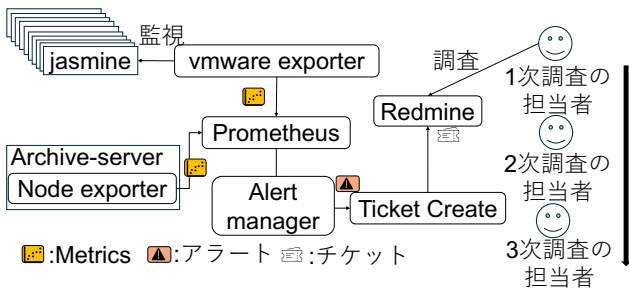 監視
jasmine
vmware exporter
調査
1次調査の
担当者
Redmine
Prometheus
2次調査の
担当者
Archive-server
Node exporter
Alert
manager
Ticket Create
3次調査の
担当者
:Metrics :アラート :チケット